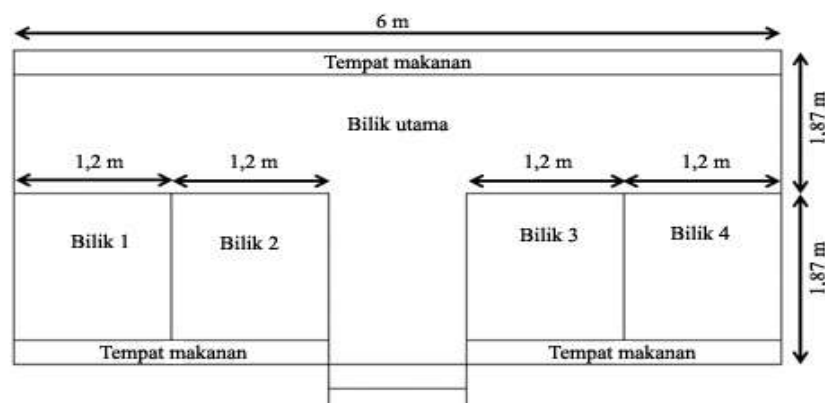 6 m
Tempat makanan
1,87 m
Bilik utama
1,2 m
1,2 m
1,2 m
1,2 m
Bilik 1
Bilik 2
Bilik 3
Bilik 4
1,87 m
Tempat makanan
Tempat makanan